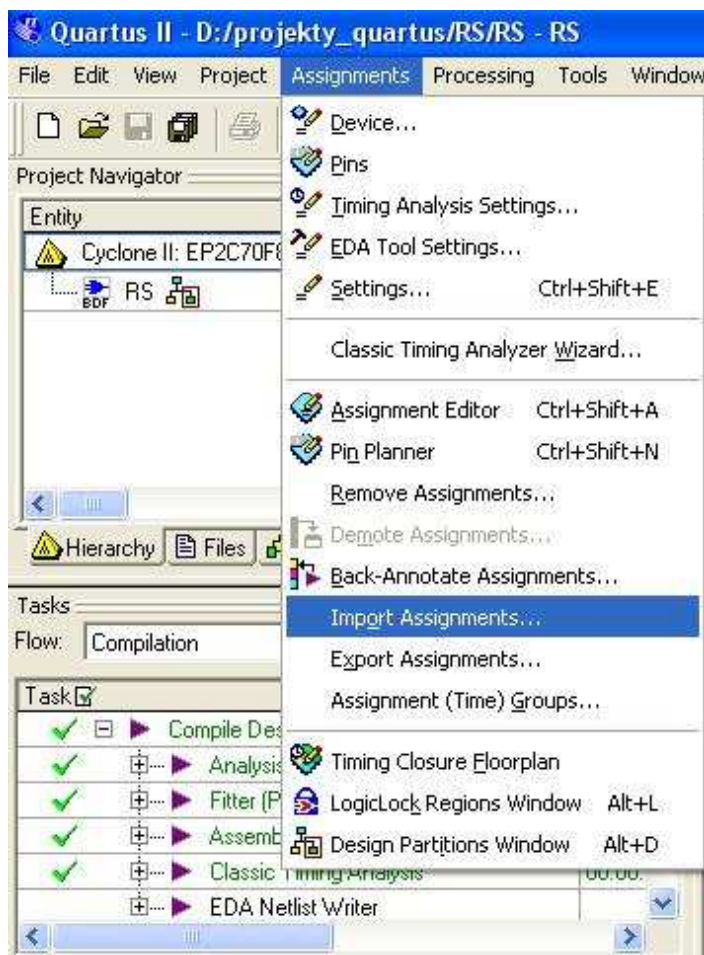 Quartus II - D:/projekty_quartus/RS/RS - RS
File Edit View Project Assignments Processing Tools Window
Project Navigator
Entity
Cyclone II: EP2C70F8
BDF RS
Hierarchy Files
Tasks
Flow: Compilation
Task
Compile Des
Analysis
Fitter (P
Assemb
Classic Timing Analysis 00:00:
EDA Netlist Writer
Device...
Pins
Timing Analysis Settings...
EDA Tool Settings...
Settings... Ctrl+Shift+E
Classic Timing Analyzer Wizard...
Assignment Editor Ctrl+Shift+A
Pin Planner Ctrl+Shift+N
Remove Assignments...
Demote Assignments...
Back-Annotate Assignments...
Import Assignments...
Export Assignments...
Assignment (Time) Groups...
Timing Closure Floorplan
LogicLock Regions Window Alt+L
Design Partitions Window Alt+D